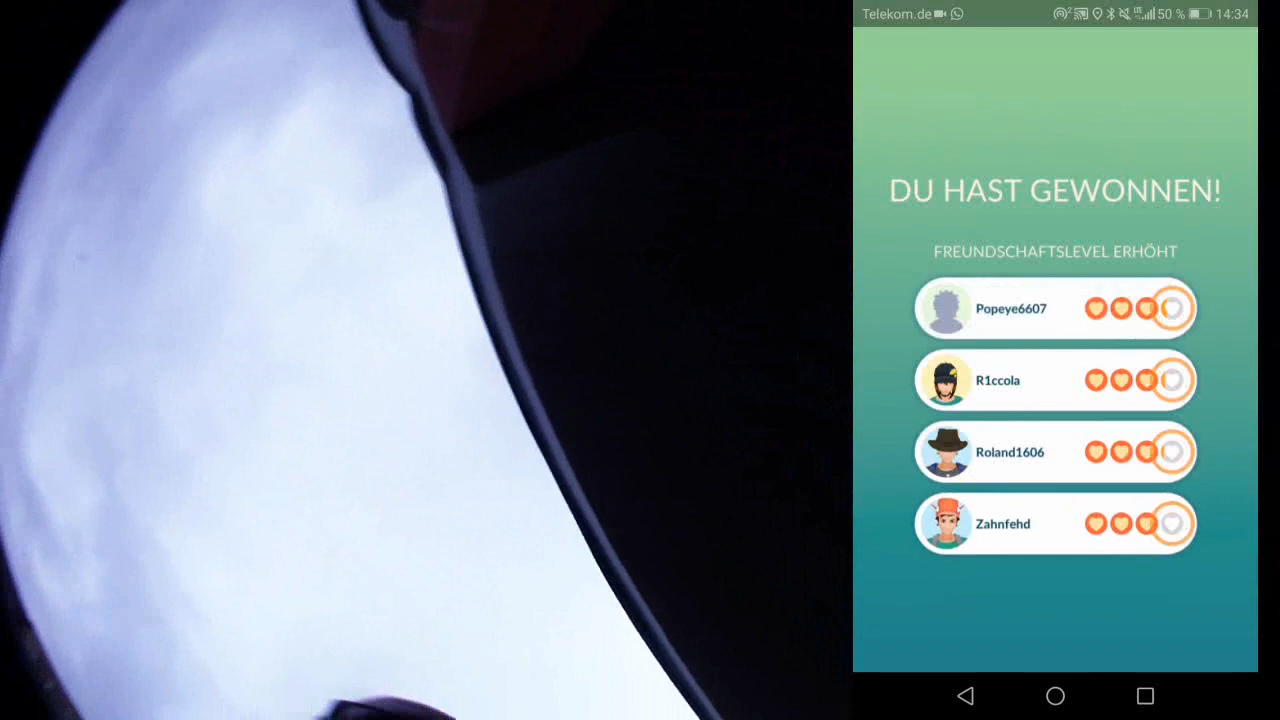 Telekom.de 50 % 14:34
DU HAST GEWONNEN!
FREUNDSCHAFTSLEVEL ERHÖHT
Popeye6607
R1ccola
Roland1606
Zahnfehd